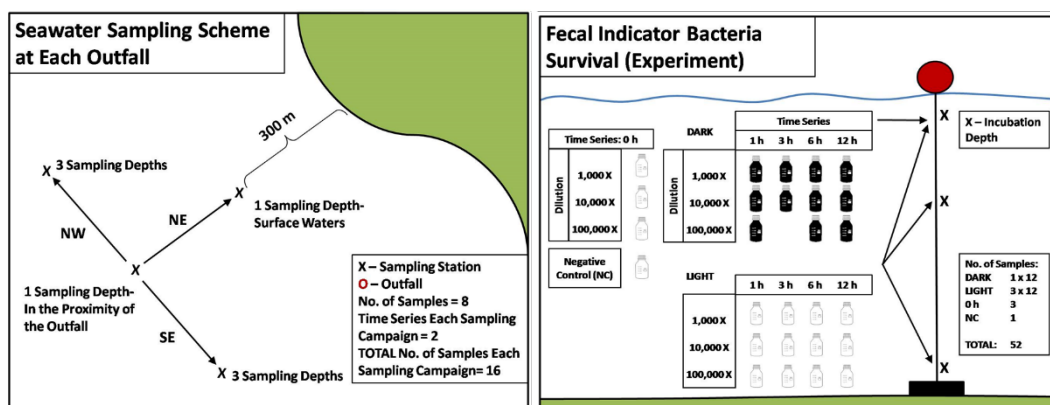 Seawater Sampling Scheme
at Each Outfall
300 m
X
3 Sampling Depths
X
1 Sampling Depth-
Surface Waters
NE
NW
X
1 Sampling Depth-
In the Proximity of
the Outfall
SE
X
3 Sampling Depths
X – Sampling Station
O – Outfall
No. of Samples = 8
Time Series Each Sampling
Campaign = 2
TOTAL No. of Samples Each
Sampling Campaign= 16
Fecal Indicator Bacteria
Survival (Experiment)
Time Series: 0 h
Dilution
1,000 X
10,000 X
100,000 X
Negative
Control (NC)
DARK
Time Series
1 h 3 h 6 h 12 h
Dilution
1,000 X
10,000 X
100,000 X
LIGHT
1 h 3 h 6 h 12 h
1,000 X
10,000 X
100,000 X
X
X
X
X – Incubation
Depth
No. of Samples:
DARK 1 x 12
LIGHT 3 x 12
0 h 3
NC 1
TOTAL: 52